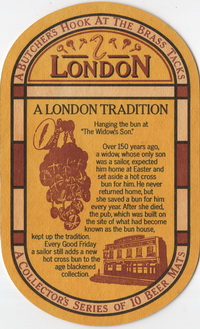 A BUTCHERS HOOK AT THE BRASS TACKS
LONDON
A LONDON TRADITION
Hanging the bun at
"The Widow's Son."
Over 150 years ago,
a widow, whose only son
was a sailor, expected
him home at Easter and
set aside a hot cross
bun for him. He never
returned home, but
she saved a bun for him
every year. After she died,
the pub, which was built
on the site of what had become
known as the bun house,
kept up the tradition.
Every Good Friday
a sailor still adds a new
hot cross bun to the
age blackened
collection.
A COLLECTOR'S SERIES OF 10 BEER MATS